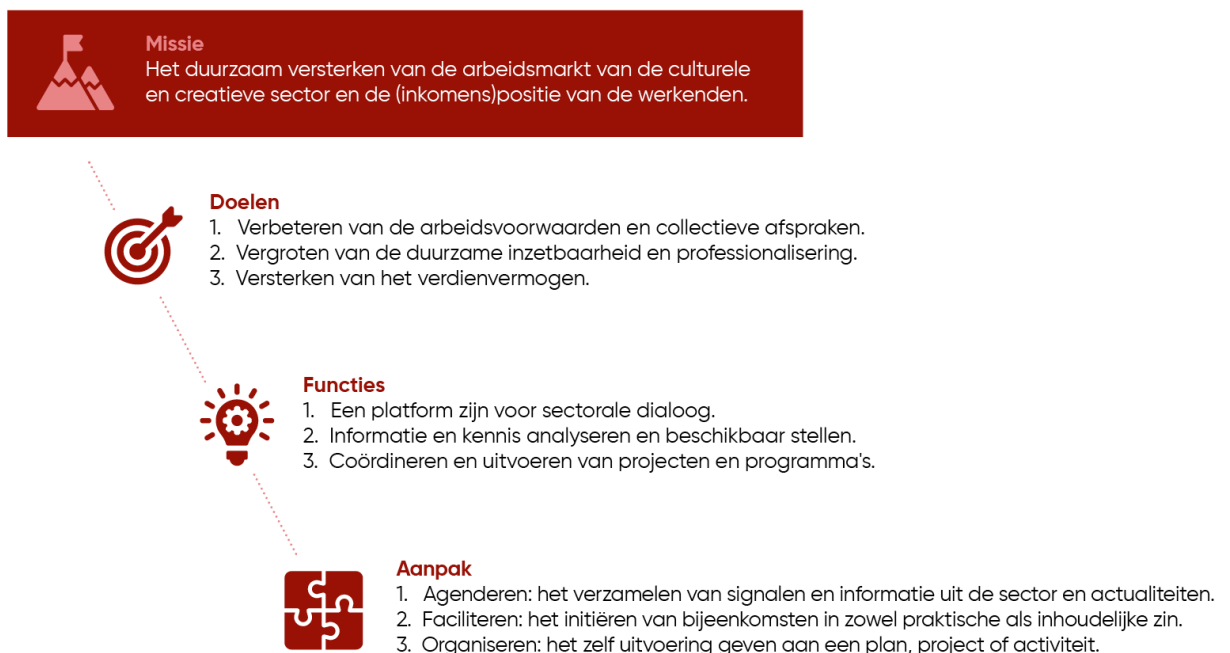 Missie
Het duurzaam versterken van de arbeidsmarkt van de culturele
en creatieve sector en de (inkomens)positie van de werkenden.
Doelen
1. Verbeteren van de arbeidsvoorwaarden en collectieve afspraken.
2. Vergroten van de duurzame inzetbaarheid en professionalisering.
3. Versterken van het verdienvermogen.
Functies
1. Een platform zijn voor sectorale dialoog.
2. Informatie en kennis analyseren en beschikbaar stellen.
3. Coördineren en uitvoeren van projecten en programma's.
Aanpak
1. Agenderen: het verzamelen van signalen en informatie uit de sector en actualiteiten.
2. Faciliteren: het initiëren van bijeenkomsten in zowel praktische als inhoudelijke zin.
3. Organiseren: het zelf uitvoering geven aan een plan, project of activiteit.